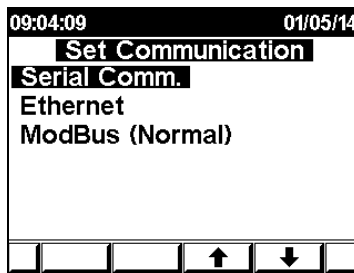 09:04:09 01/05/14
Set Communication
Serial Comm.
Ethernet
ModBus (Normal)